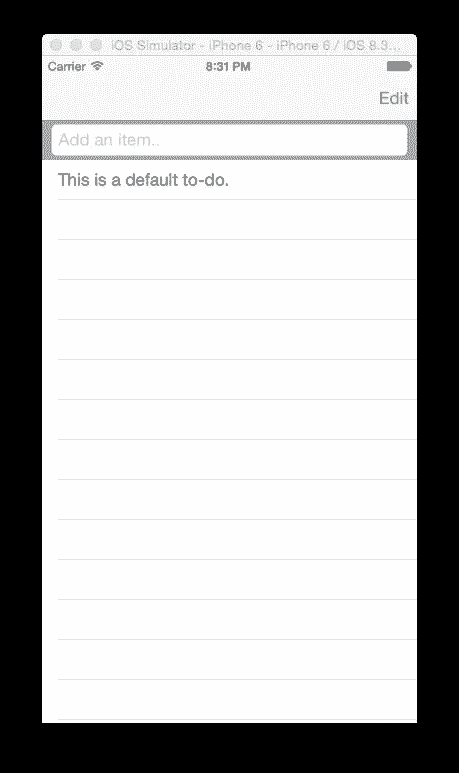 iOS Simulator - iPhone 6 - iPhone 6 / iOS 8.3...
Carrier 8:31 PM
Edit
Add an item..
This is a default to-do.